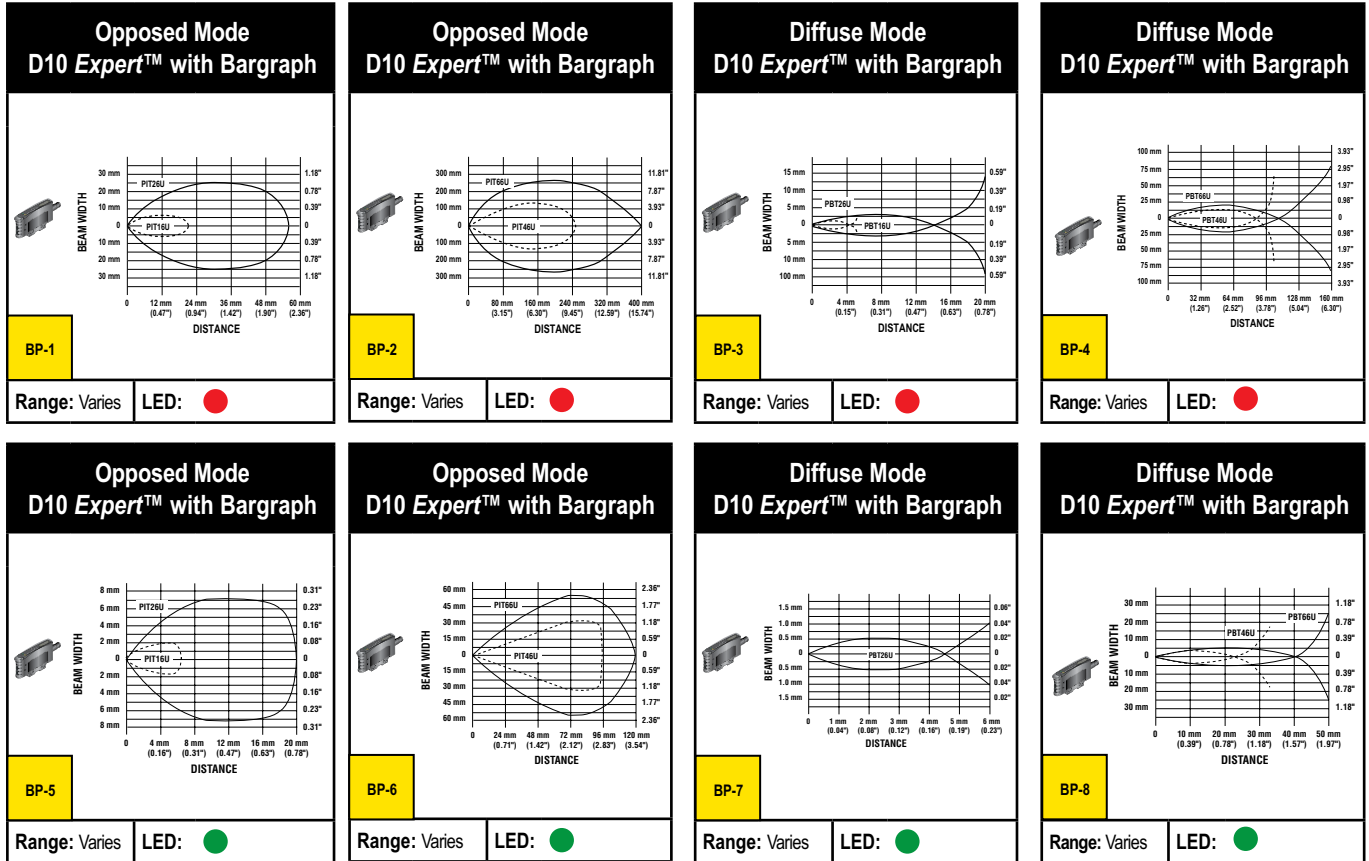 Opposed Mode
D10 Expert™ with Bargraph
30 mm
20 mm
10 mm
0
10 mm
20 mm
30 mm
BEAM WIDTH
PIT26U
PIT16U
1.18"
0.78"
0.39"
0
0.39"
0.78"
1.18"
0 12 mm 24 mm 36 mm 48 mm 60 mm
(0.47") (0.94") (1.42") (1.90") (2.36")
DISTANCE
BP-1
Range: Varies LED:
Opposed Mode
D10 Expert™ with Bargraph
300 mm
200 mm
100 mm
0
100 mm
200 mm
300 mm
BEAM WIDTH
PIT66U
PIT46U
11.81"
7.87"
3.93"
0
3.93"
7.87"
11.81"
0 80 mm 160 mm 240 mm 320 mm 400 mm
(3.15") (6.30") (9.45") (12.59") (15.74")
DISTANCE
BP-2
Range: Varies LED:
Diffuse Mode
D10 Expert™ with Bargraph
15 mm
10 mm
5 mm
0
5 mm
10 mm
100 mm
BEAM WIDTH
PBT26U
PBT16U
0.59"
0.39"
0.19"
0
0.19"
0.39"
0.59"
0 4 mm 8 mm 12 mm 16 mm 20 mm
(0.15") (0.31") (0.47") (0.63") (0.78")
DISTANCE
BP-3
Range: Varies LED:
Diffuse Mode
D10 Expert™ with Bargraph
100 mm
75 mm
50 mm
25 mm
0
25 mm
50 mm
75 mm
100 mm
BEAM WIDTH
PBT66U
PBT46U
3.93"
2.95"
1.97"
0.98"
0
0.98"
1.97"
2.95"
3.93"
0 32 mm 64 mm 96 mm 128 mm 160 mm
(1.26") (2.52") (3.78") (5.04") (6.30")
DISTANCE
BP-4
Range: Varies LED:
Opposed Mode
D10 Expert™ with Bargraph
8 mm
6 mm
4 mm
2 mm
0
2 mm
4 mm
6 mm
8 mm
BEAM WIDTH
PIT26U
PIT16U
0.31"
0.23"
0.16"
0.08"
0
0.08"
0.16"
0.23"
0.31"
0 4 mm 8 mm 12 mm 16 mm 20 mm
(0.16") (0.31") (0.47") (0.63") (0.78")
DISTANCE
BP-5
Range: Varies LED:
Opposed Mode
D10 Expert™ with Bargraph
60 mm
45 mm
30 mm
15 mm
0
15 mm
30 mm
45 mm
60 mm
BEAM WIDTH
PIT66U
PIT46U
2.36"
1.77"
1.18"
0.59"
0
0.59"
1.18"
1.77"
2.36"
0 24 mm 48 mm 72 mm 96 mm 120 mm
(0.71") (1.42") (2.12") (2.83") (3.54")
DISTANCE
BP-6
Range: Varies LED:
Diffuse Mode
D10 Expert™ with Bargraph
1.5 mm
1.0 mm
0.5 mm
0
0.5 mm
1.0 mm
1.5 mm
BEAM WIDTH
PBT26U
0.06"
0.04"
0.02"
0
0.02"
0.04"
0.02"
0 1 mm 2 mm 3 mm 4 mm 5 mm 6 mm
(0.04") (0.08") (0.12") (0.16") (0.19") (0.23")
DISTANCE
BP-7
Range: Varies LED:
Diffuse Mode
D10 Expert™ with Bargraph
30 mm
20 mm
10 mm
0
10 mm
20 mm
30 mm
BEAM WIDTH
PBT66U
PBT46U
1.18"
0.78"
0.39"
0
0.39"
0.78"
1.18"
0 10 mm 20 mm 30 mm 40 mm 50 mm
(0.39") (0.78") (1.18") (1.57") (1.97")
DISTANCE
BP-8
Range: Varies LED: